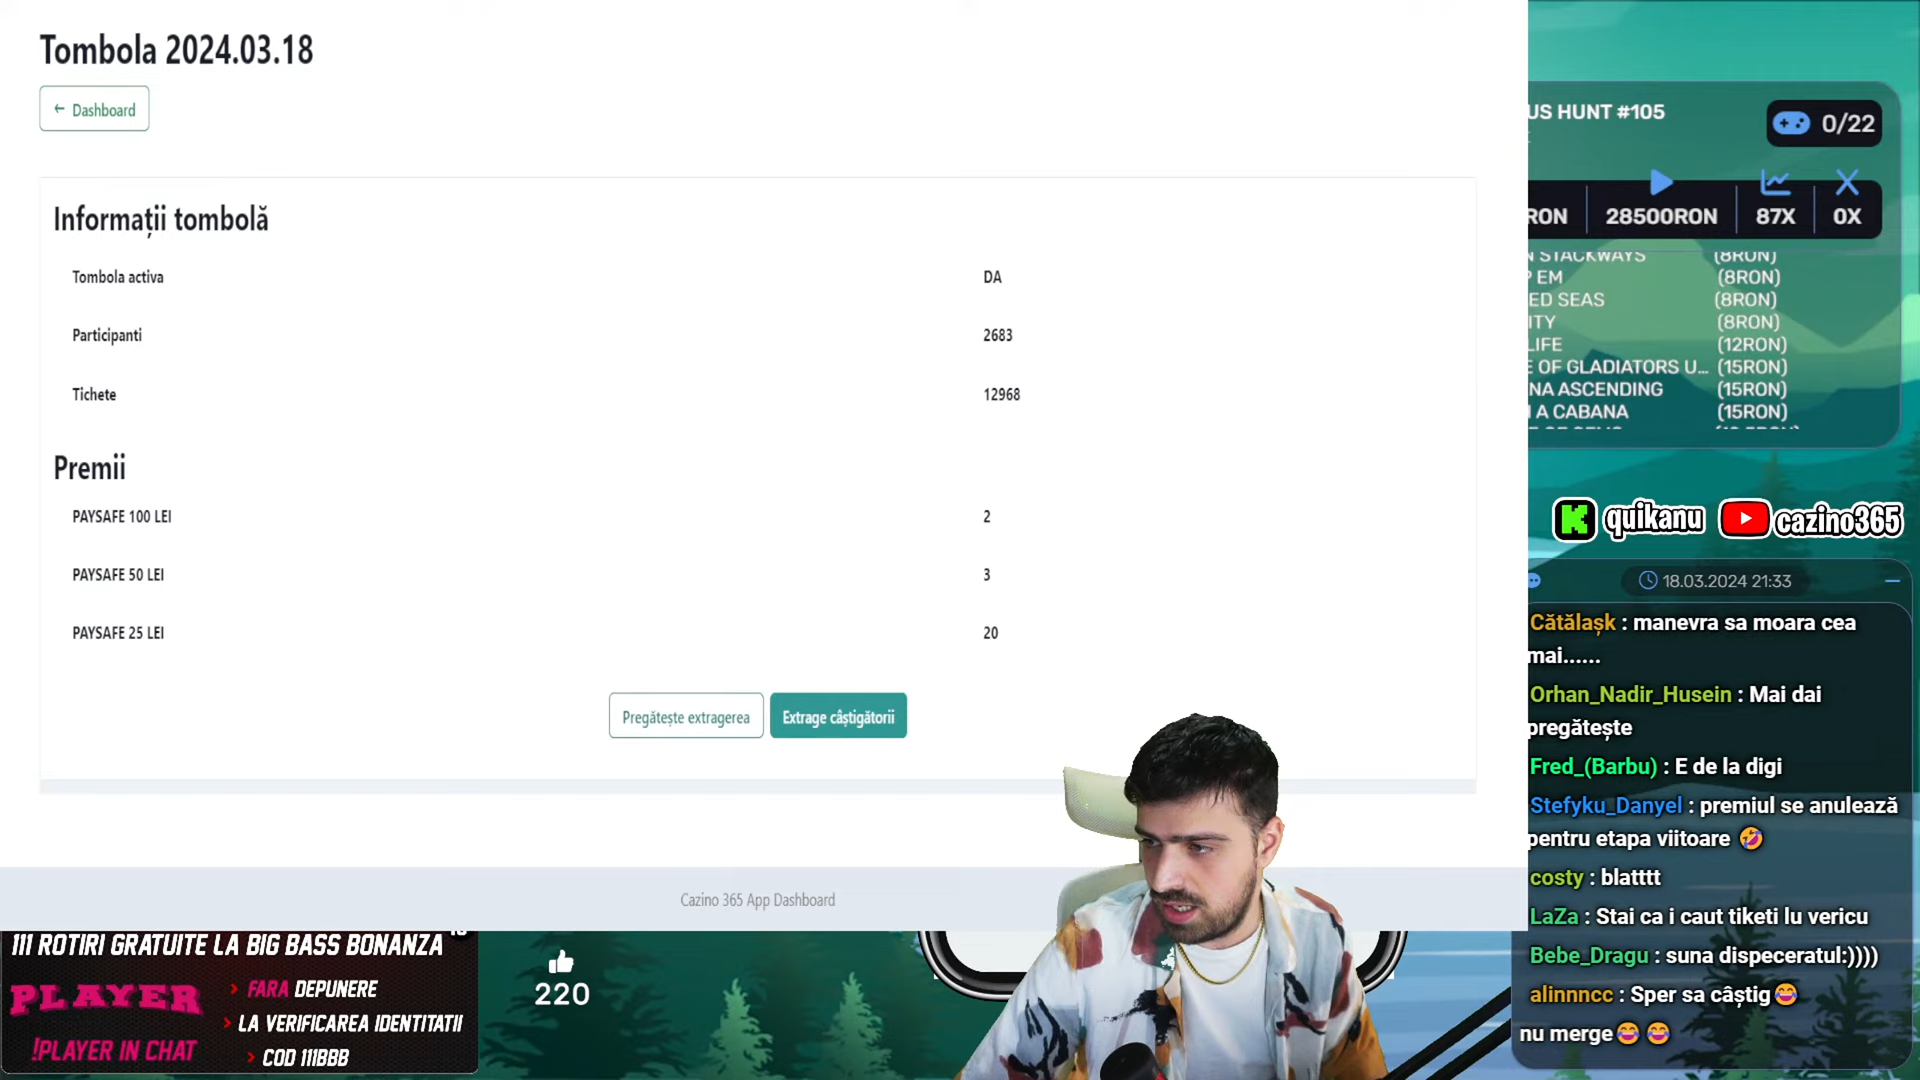 Tombola 2024.03.18
← Dashboard
Informații tombolă
Tombola activa DA
Participanti 2683
Tichete 12968
Premii
PAYSAFE 100 LEI 2
PAYSAFE 50 LEI 3
PAYSAFE 25 LEI 20
Pregătește extragerea
Extrage câștigătorii
Cazino 365 App Dashboard
111 ROTIRI GRATUITE LA BIG BASS BONANZA
PLAYER
!PLAYER IN CHAT
> FARA DEPUNERE
> LA VERIFICAREA IDENTITATII
> COD 111BBB
220
US HUNT #105
0/22
RON 28500RON 87X 0X
N STACKWAYS (8RON)
P EM (8RON)
ED SEAS (8RON)
ITY (8RON)
LIFE (12RON)
E OF GLADIATORS U... (15RON)
NA ASCENDING (15RON)
A CABANA (15RON)
K quikanu cazino365
18.03.2024 21:33
Cătălașk : manevra sa moara cea
mai......
Orhan_Nadir_Husein : Mai dai
pregătește
Fred_(Barbu) : E de la digi
Stefyku_Danyel : premiul se anulează
pentru etapa viitoare 🤣
costy : blatttt
LaZa : Stai ca i caut tiketi lu vericu
Bebe_Dragu : suna dispeceratul:))))
alinnncc : Sper sa câștig😂
nu merge😂 😂